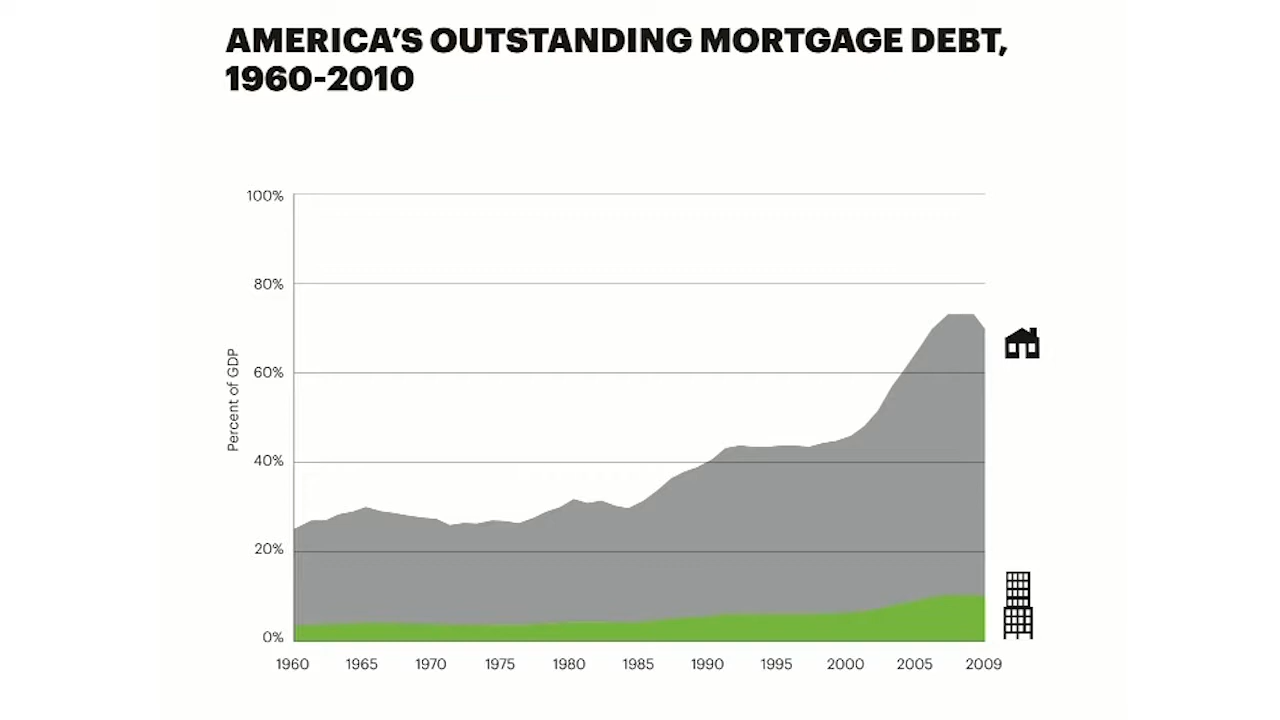 AMERICA'S OUTSTANDING MORTGAGE DEBT,
1960-2010
100%
80%
60%
40%
20%
0%
Percent of GDP
1960 1965 1970 1975 1980 1985 1990 1995 2000 2005 2009